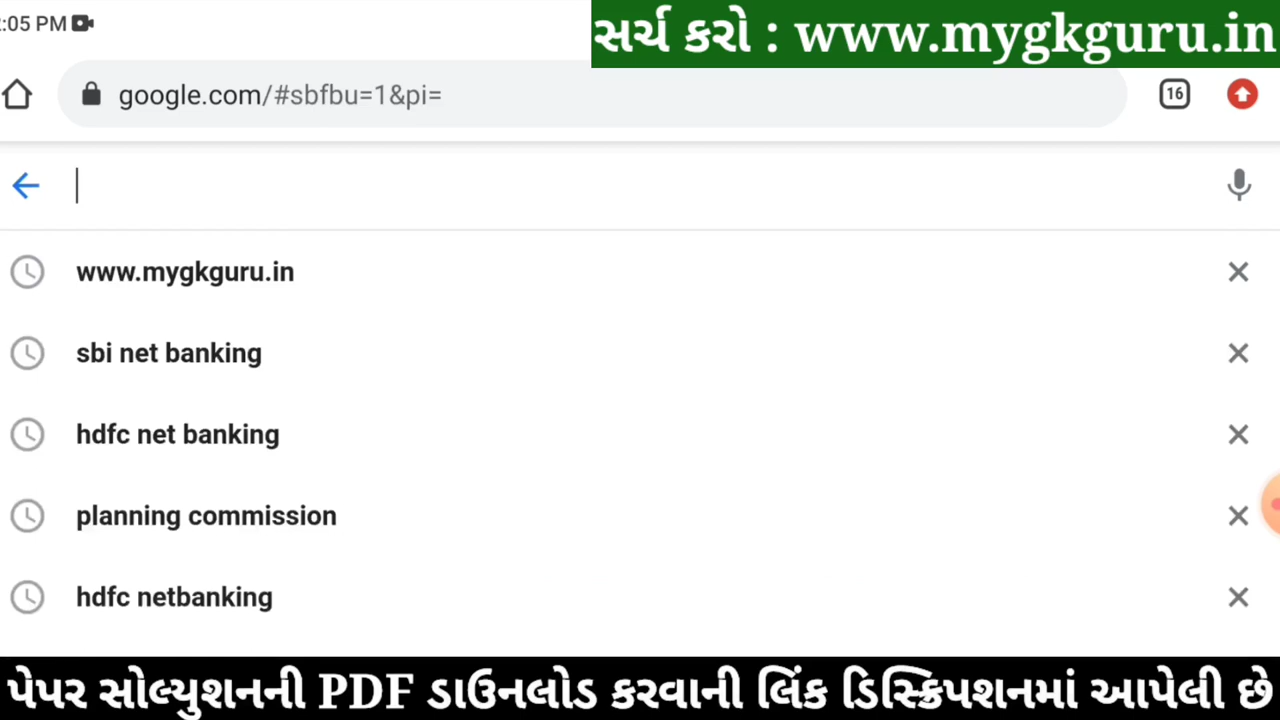 :05 PM
સર્ચ કરો : www.mygkguru.in
google.com/#sbfbu=1&pi=
16
www.mygkguru.in
sbi net banking
hdfc net banking
planning commission
hdfc netbanking
પેપર સોલ્યુશનની PDF ડાઉનલોડ કરવાની લિંક ડિસ્ક્રિપશનમાં આપેલી છે